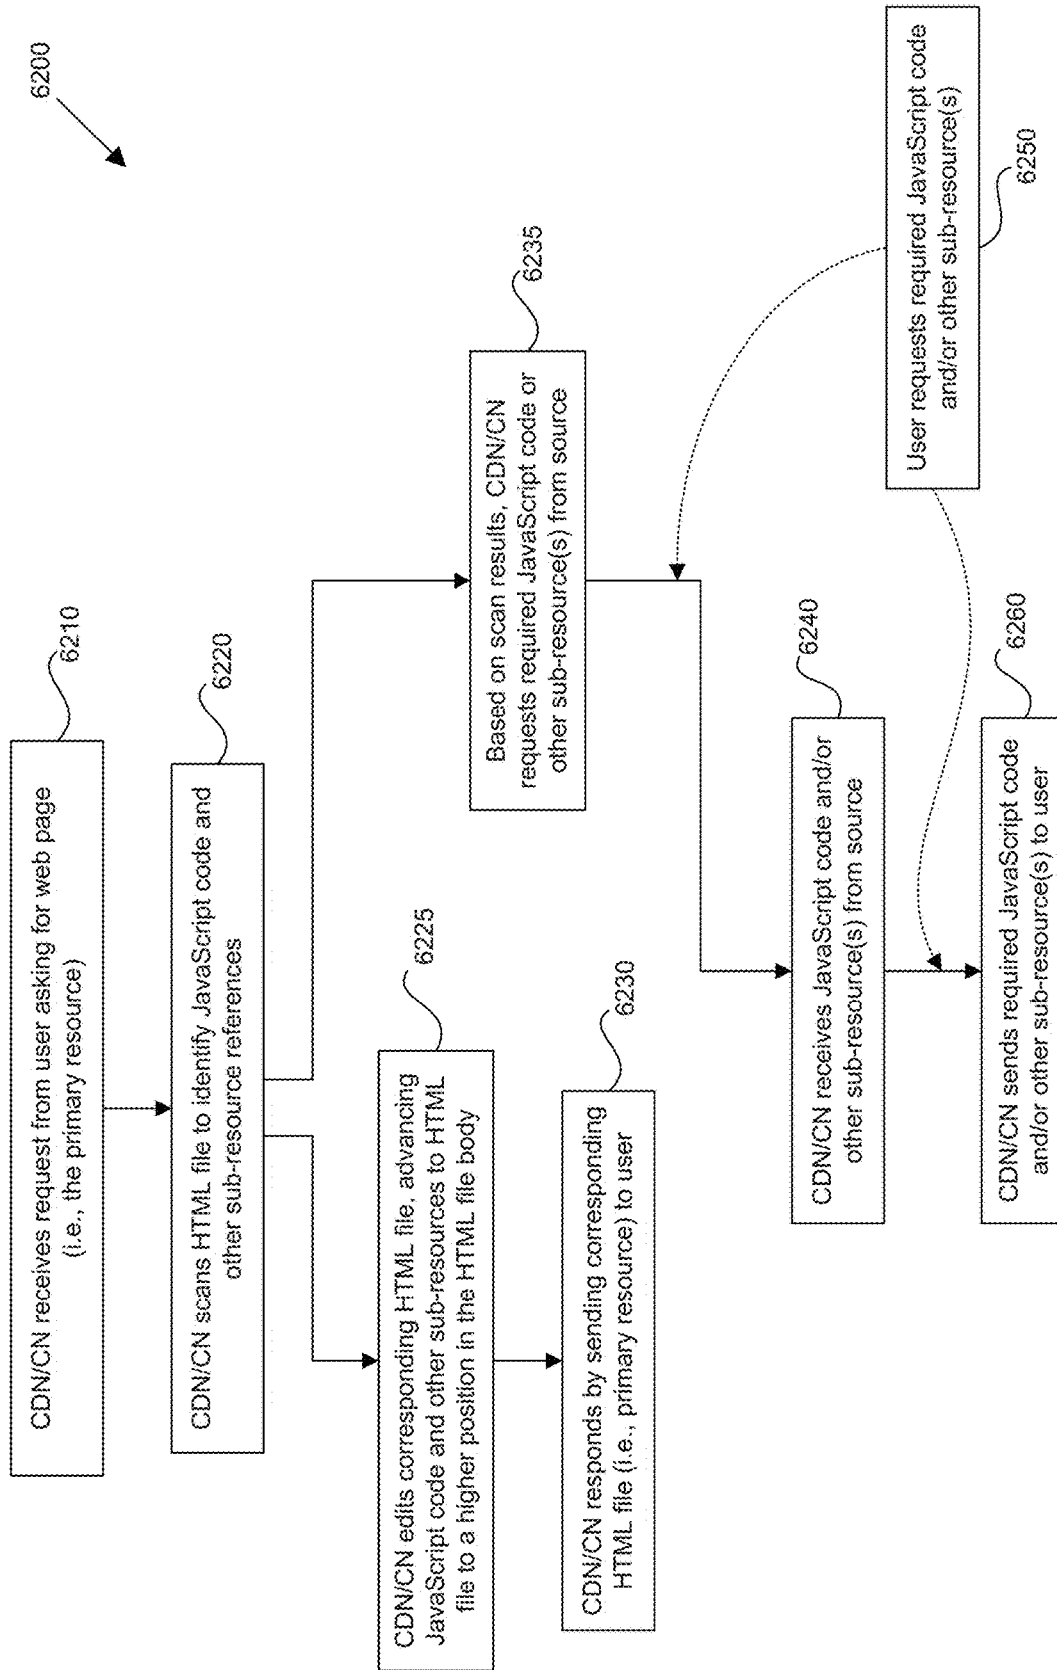 6200
CDN/CN receives request from user asking for web page
(i.e., the primary resource)
6210
CDN/CN scans HTML file to identify JavaScript code and
other sub-resource references
6220
CDN/CN edits corresponding HTML file, advancing
JavaScript code and other sub-resources to HTML
file to a higher position in the HTML file body
6225
CDN/CN responds by sending corresponding
HTML file (i.e., primary resource) to user
6230
Based on scan results, CDN/CN
requests required JavaScript code or
other sub-resource(s) from source
6235
CDN/CN receives JavaScript code and/or
other sub-resource(s) from source
6240
User requests required JavaScript code
and/or other sub-resource(s)
6250
CDN/CN sends required JavaScript code
and/or other sub-resource(s) to user
6260